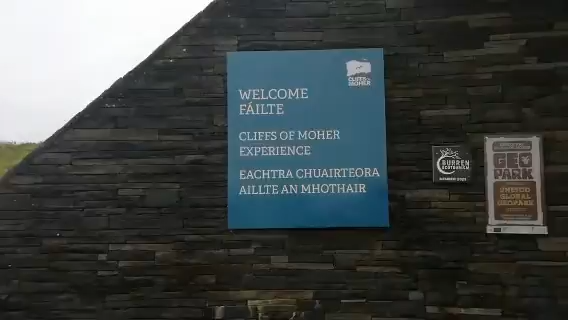 CLIFFS of
MOHER
WELCOME
FÁILTE
CLIFFS OF MOHER
EXPERIENCE
EACHTRA CHUAIRTEORA
AILLTE AN MHOTHAIR
BURREN
ECOTOURISM
GEO
PARK
UNESCO
GLOBAL
GEOPARK